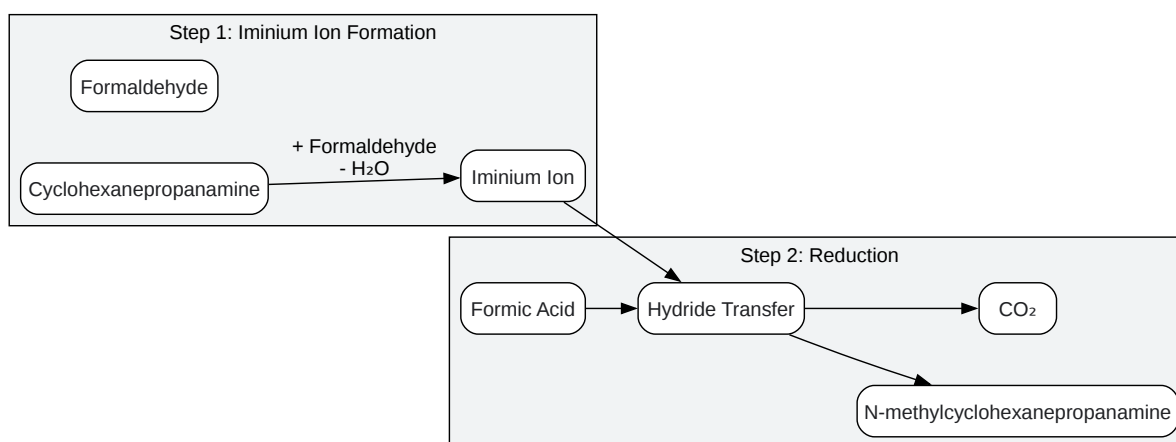 Step 1: Iminium Ion Formation
Formaldehyde
+ Formaldehyde
- H₂O
Cyclohexanepropanamine
Iminium Ion
Step 2: Reduction
Formic Acid
Hydride Transfer
CO₂
N-methylcyclohexanepropanamine